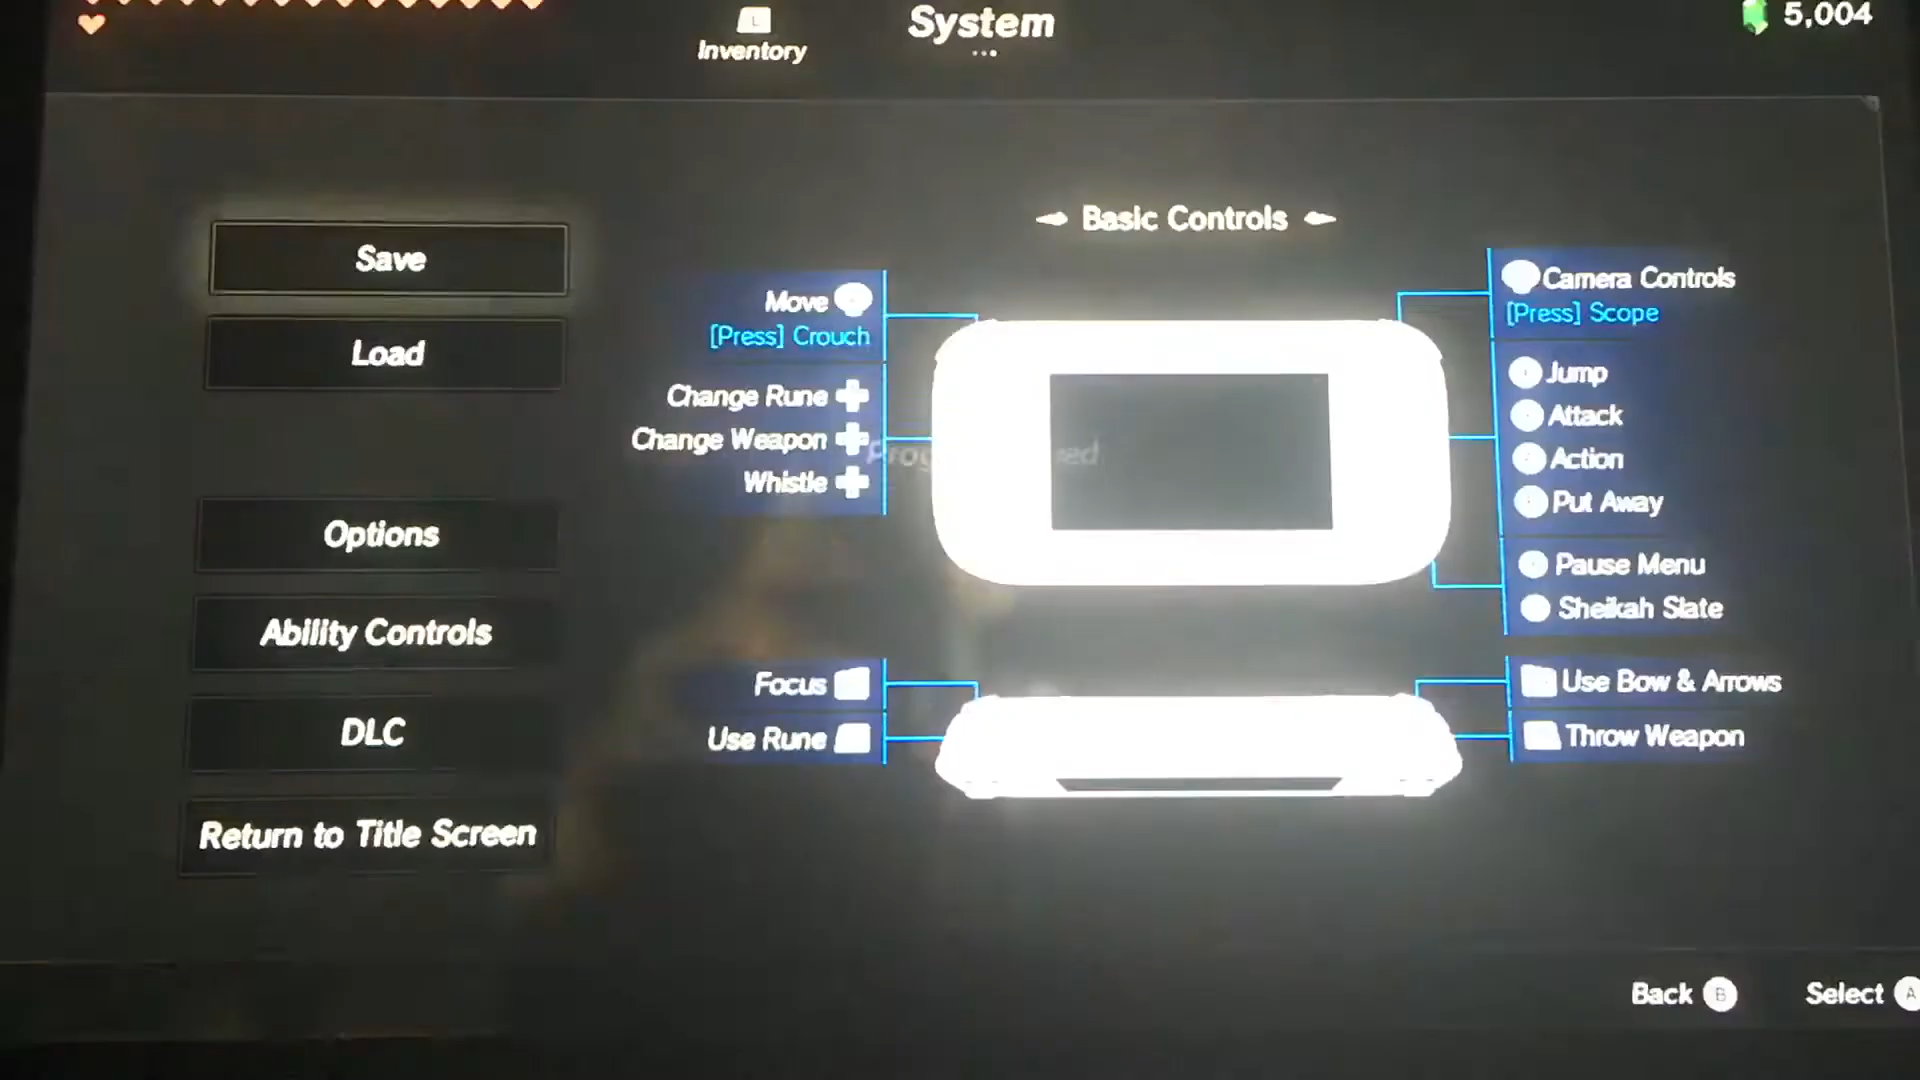 L
Inventory
System
5,004
Basic Controls
Save
Load
Options
Ability Controls
DLC
Return to Title Screen
Move
[Press] Crouch
Change Rune
Change Weapon
Whistle
Focus
Use Rune
Camera Controls
[Press] Scope
Jump
Attack
Action
Put Away
Pause Menu
Sheikah Slate
Use Bow & Arrows
Throw Weapon
Back B
Select A